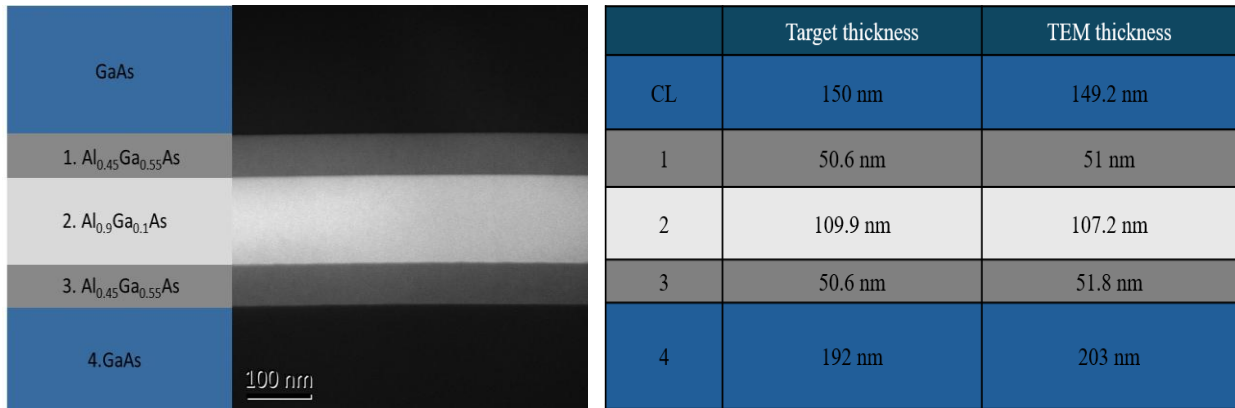 GaAs
1. Al0.45Ga0.55As
2. Al0.9Ga0.1As
3. Al0.45Ga0.55As
4.GaAs
100 nm
Target thickness TEM thickness
CL 150 nm 149.2 nm
1 50.6 nm 51 nm
2 109.9 nm 107.2 nm
3 50.6 nm 51.8 nm
4 192 nm 203 nm